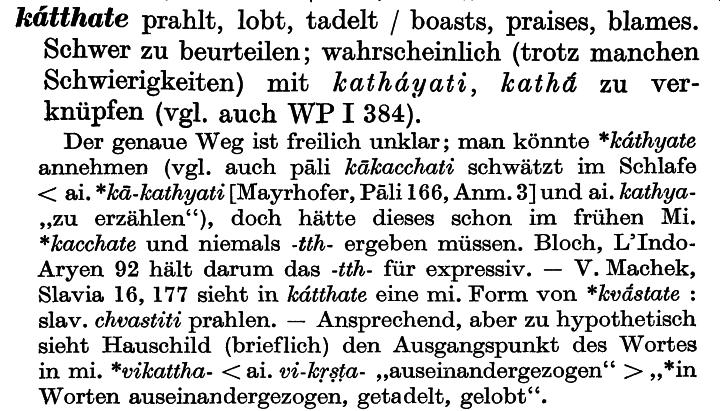 kátthate prahlt, lobt, tadelt / boasts, praises, blames.
Schwer zu beurteilen; wahrscheinlich (trotz manchen
Schwierigkeiten) mit katháyati, kathā́ zu ver-
knüpfen (vgl. auch WP I 384).
Der genaue Weg ist freilich unklar; man könnte *káthyate
annehmen (vgl. auch pāli kākacchati schwätzt im Schlafe
< ai. *kā-kathyati [Mayrhofer, Pāli 166, Anm. 3] und ai. kathya-
„zu erzählen“), doch hätte dieses schon im frühen Mi.
*kacchate und niemals -tth- ergeben müssen. Bloch, L'Indo-
Aryen 92 hält darum das -tth- für expressiv. — V. Machek,
Slavia 16, 177 sieht in kátthate eine mi. Form von *kvā́state :
slav. chvastiti prahlen. — Ansprechend, aber zu hypothetisch
sieht Hauschild (brieflich) den Ausgangspunkt des Wortes
in mi. *vikattha- < ai. vi-kṛṣṭa- „auseinandergezogen“ > „*in
Worten auseinandergezogen, getadelt, gelobt“.